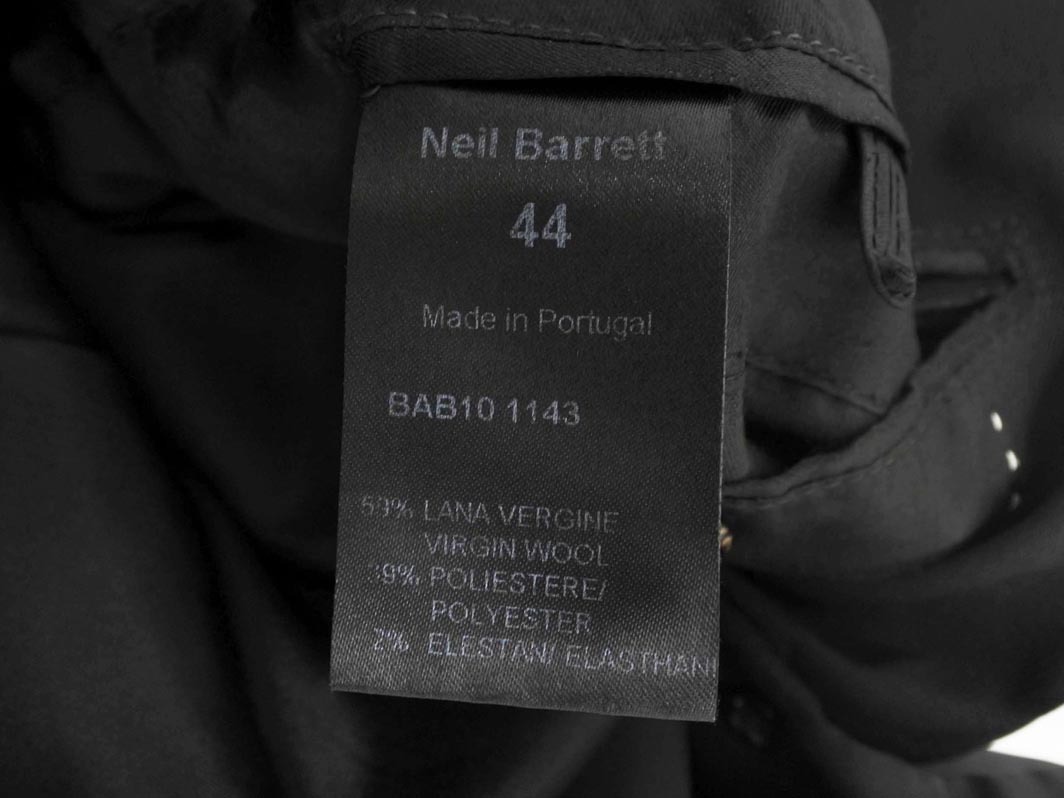 Neil Barrett
44
Made in Portugal
BAB10 1143
59% LANA VERGINE
VIRGIN WOOL
39% POLIESTERE/
POLYESTER
2% ELESTAN/ ELASTHAN